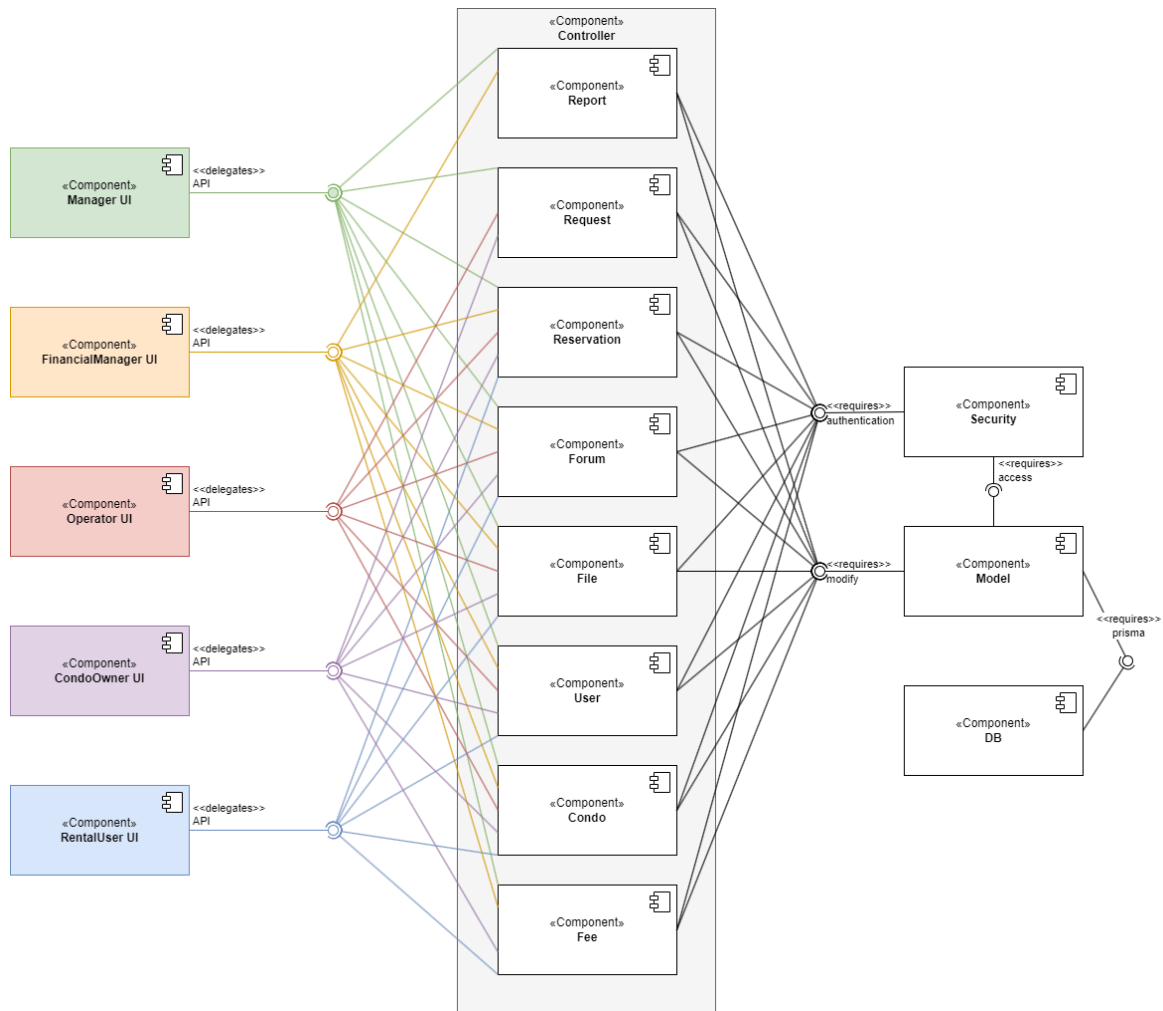 «Component»
Controller
«Component»
Report
«Component»
Request
«Component»
Reservation
«Component»
Forum
«Component»
File
«Component»
User
«Component»
Condo
«Component»
Fee
«Component»
Manager UI
<<delegates>>
API
«Component»
FinancialManager UI
<<delegates>>
API
«Component»
Operator UI
<<delegates>>
API
«Component»
CondoOwner UI
<<delegates>>
API
«Component»
RentalUser UI
<<delegates>>
API
<<requires>>
authentication
«Component»
Security
<<requires>>
access
<<requires>>
modify
«Component»
Model
<<requires>>
prisma
«Component»
DB